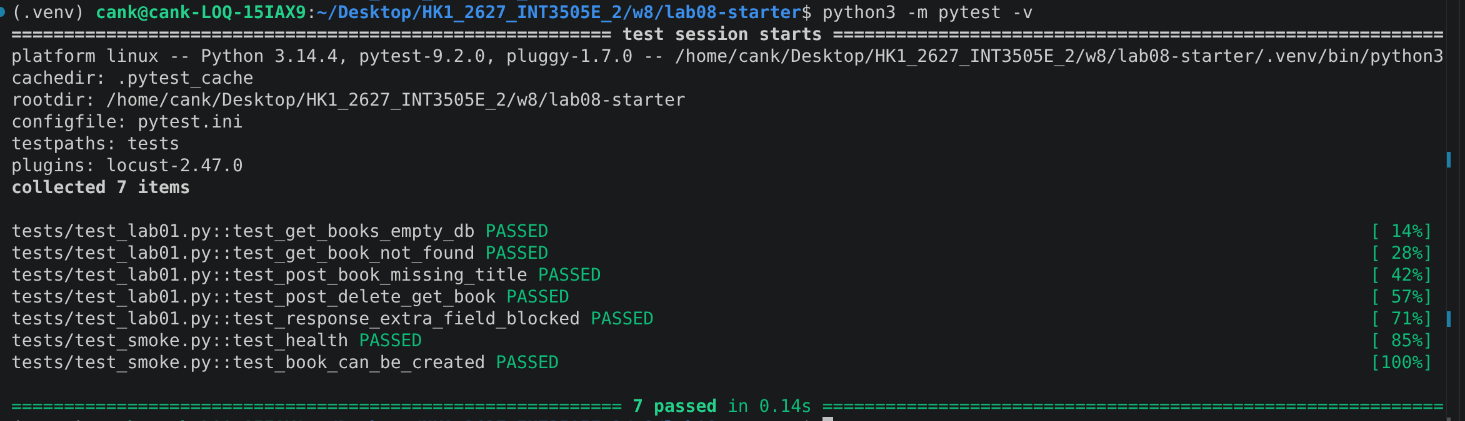 (.venv) cank@cank-LOQ-15IAX9:~/Desktop/HK1_2627_INT3505E_2/w8/lab08-starter$ python3 -m pytest -v
========================================================= test session starts ==========================================================
platform linux -- Python 3.14.4, pytest-9.2.0, pluggy-1.7.0 -- /home/cank/Desktop/HK1_2627_INT3505E_2/w8/lab08-starter/.venv/bin/python3
cachedir: .pytest_cache
rootdir: /home/cank/Desktop/HK1_2627_INT3505E_2/w8/lab08-starter
configfile: pytest.ini
testpaths: tests
plugins: locust-2.47.0
collected 7 items
tests/test_lab01.py::test_get_books_empty_db PASSED [ 14%]
tests/test_lab01.py::test_get_book_not_found PASSED [ 28%]
tests/test_lab01.py::test_post_book_missing_title PASSED [ 42%]
tests/test_lab01.py::test_post_delete_get_book PASSED [ 57%]
tests/test_lab01.py::test_response_extra_field_blocked PASSED [ 71%]
tests/test_smoke.py::test_health PASSED [ 85%]
tests/test_smoke.py::test_book_can_be_created PASSED [100%]
========================================================== 7 passed in 0.14s ===========================================================